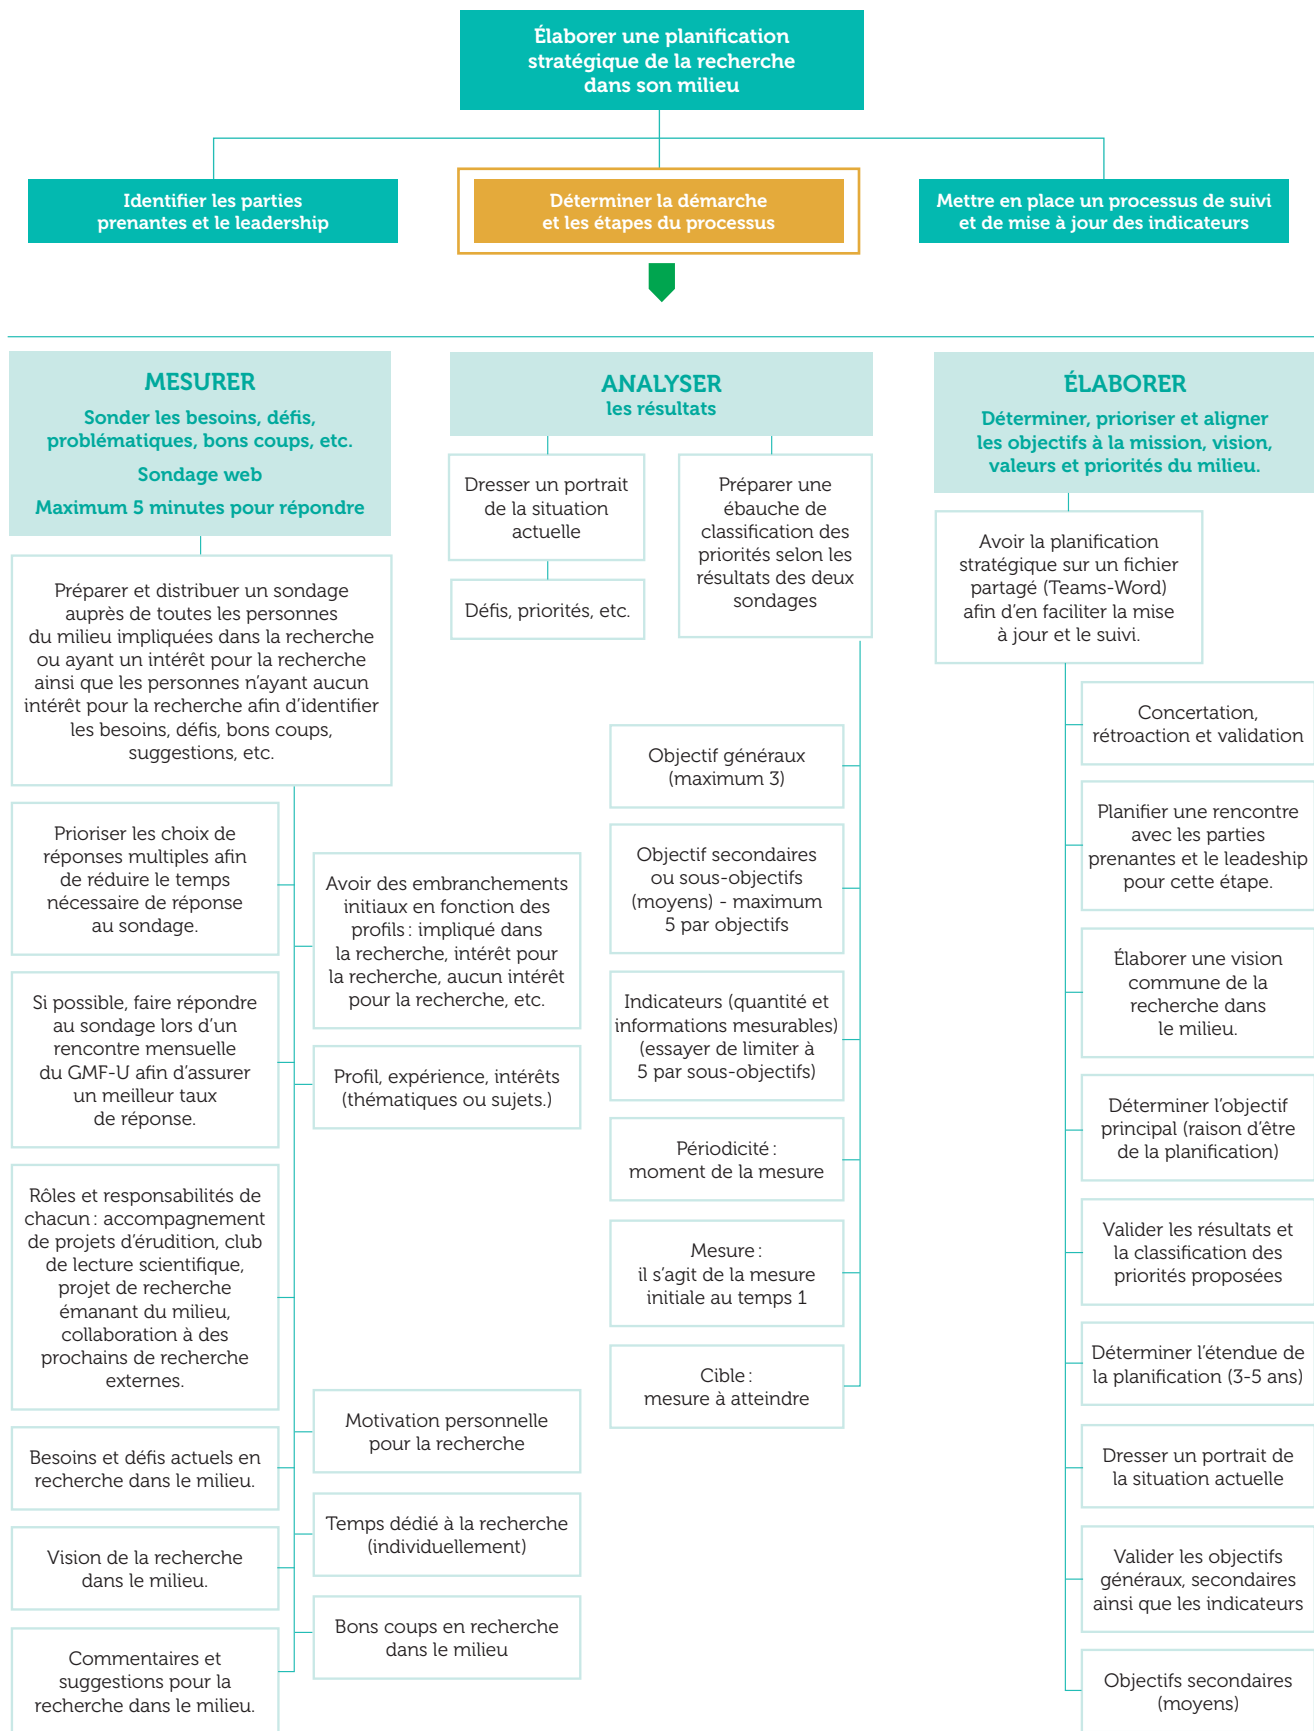 Élaborer une planification
stratégique de la recherche
dans son milieu
Identifier les parties
prenantes et le leadership
Déterminer la démarche
et les étapes du processus
Mettre en place un processus de suivi
et de mise à jour des indicateurs
MESURER
Sonder les besoins, défis,
problématiques, bons coups, etc.
Sondage web
Maximum 5 minutes pour répondre
Préparer et distribuer un sondage
auprès de toutes les personnes
du milieu impliquées dans la recherche
ou ayant un intérêt pour la recherche
ainsi que les personnes n'ayant aucun
intérêt pour la recherche afin d'identifier
les besoins, défis, bons coups,
suggestions, etc.
Prioriser les choix de
réponses multiples afin
de réduire le temps
nécessaire de réponse
au sondage.
Avoir des embranchements
initiaux en fonction des
profils : impliqué dans
la recherche, intérêt pour
la recherche, aucun intérêt
pour la recherche, etc.
Si possible, faire répondre
au sondage lors d'un
rencontre mensuelle
du GMF-U afin d'assurer
un meilleur taux
de réponse.
Profil, expérience, intérêts
(thématiques ou sujets.)
Rôles et responsabilités de
chacun : accompagnement
de projets d'érudition, club
de lecture scientifique,
projet de recherche
émanant du milieu,
collaboration à des
prochains de recherche
externes.
Motivation personnelle
pour la recherche
Besoins et défis actuels en
recherche dans le milieu.
Temps dédié à la recherche
(individuellement)
Vision de la recherche
dans le milieu.
Bons coups en recherche
dans le milieu
Commentaires et
suggestions pour la
recherche dans le milieu.
ANALYSER
les résultats
Dresser un portrait
de la situation
actuelle
Défis, priorités, etc.
Préparer une
ébauche de
classification des
priorités selon les
résultats des deux
sondages
Objectif généraux
(maximum 3)
Objectif secondaires
ou sous-objectifs
(moyens) - maximum
5 par objectifs
Indicateurs (quantité et
informations mesurables)
(essayer de limiter à
5 par sous-objectifs)
Périodicité :
moment de la mesure
Mesure :
il s'agit de la mesure
initiale au temps 1
Cible :
mesure à atteindre
ÉLABORER
Déterminer, prioriser et aligner
les objectifs à la mission, vision,
valeurs et priorités du milieu.
Avoir la planification
stratégique sur un fichier
partagé (Teams-Word)
afin d'en faciliter la mise
à jour et le suivi.
Concertation,
rétroaction et validation
Planifier une rencontre
avec les parties
prenantes et le leadeship
pour cette étape.
Élaborer une vision
commune de la
recherche dans
le milieu.
Déterminer l'objectif
principal (raison d'être
de la planification)
Valider les résultats et
la classification des
priorités proposées
Déterminer l'étendue de
la planification (3-5 ans)
Dresser un portrait de
la situation actuelle
Valider les objectifs
généraux, secondaires
ainsi que les indicateurs
Objectifs secondaires
(moyens)